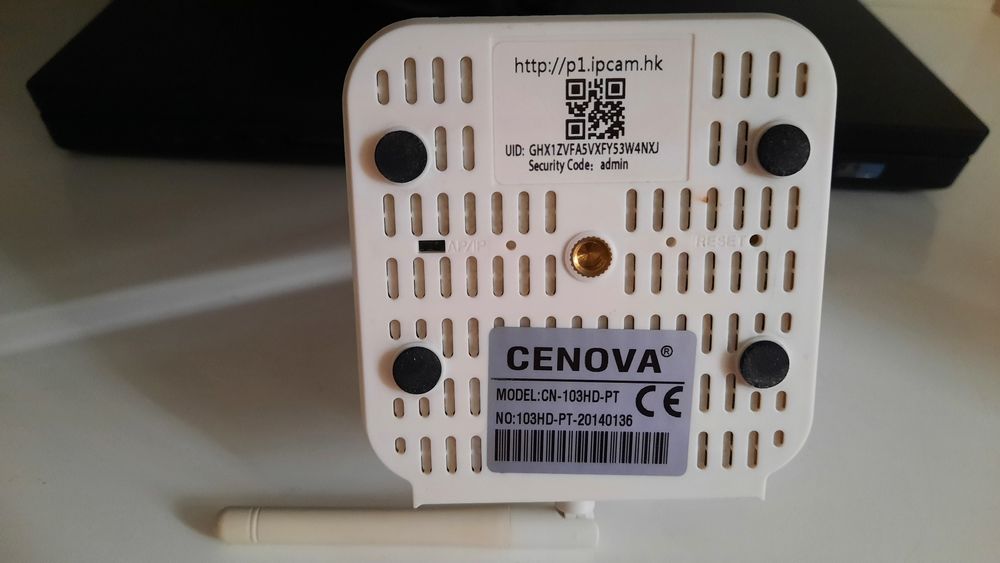 http://p1.ipcam.hk
UID: GHX1ZVFA5VXFY53W4NXJ
Security Code: admin
AP/IP
RESET
CENOVA®
MODEL:CN-103HD-PT
NO:103HD-PT-20140136
CE